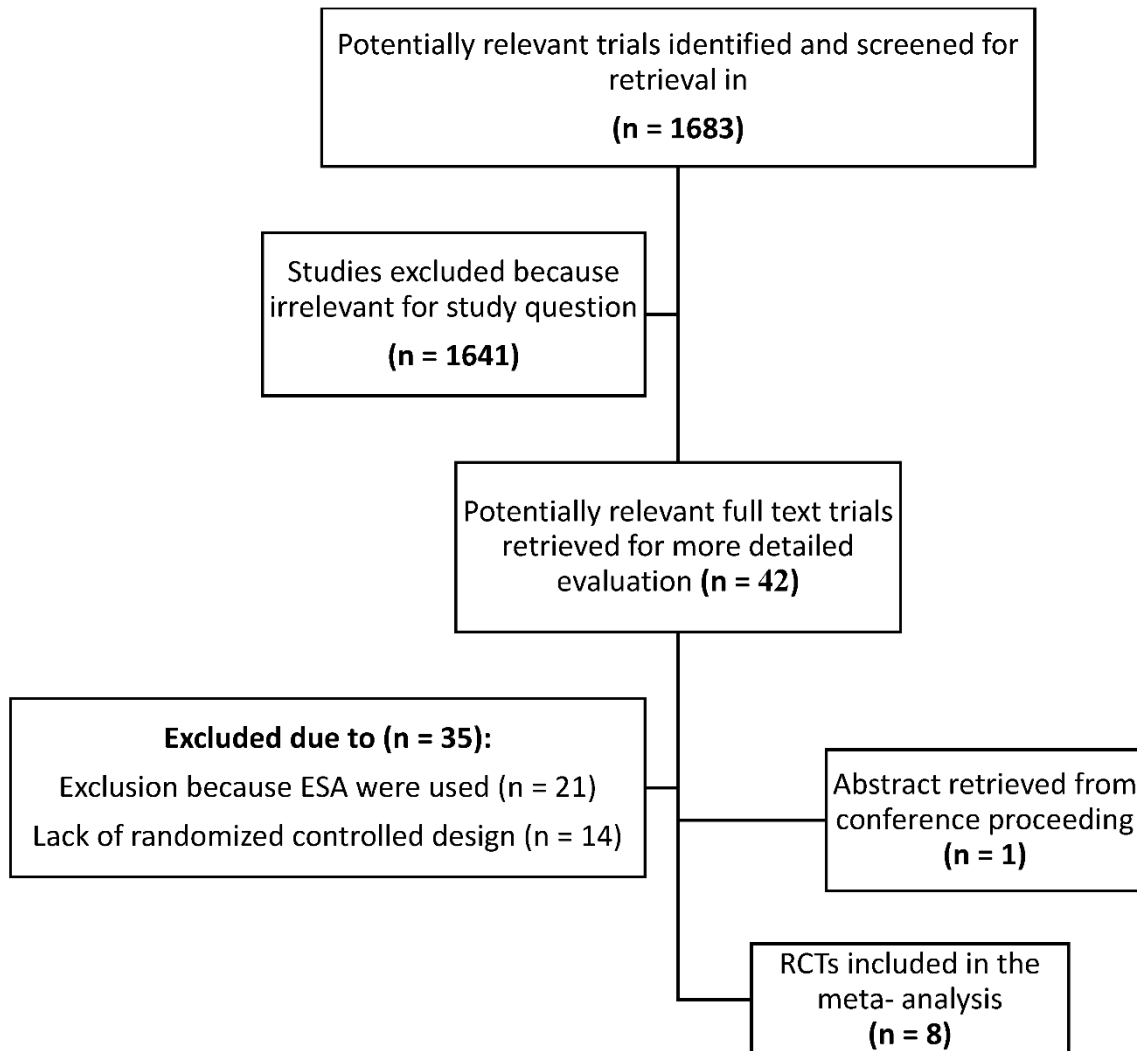 Potentially relevant trials identified and screened for
retrieval in
(n = 1683)
Studies excluded because
irrelevant for study question
(n = 1641)
Potentially relevant full text trials
retrieved for more detailed
evaluation (n = 42)
Excluded due to (n = 35):
Exclusion because ESA were used (n = 21)
Lack of randomized controlled design (n = 14)
Abstract retrieved from
conference proceeding
(n = 1)
RCTs included in the
meta- analysis
(n = 8)